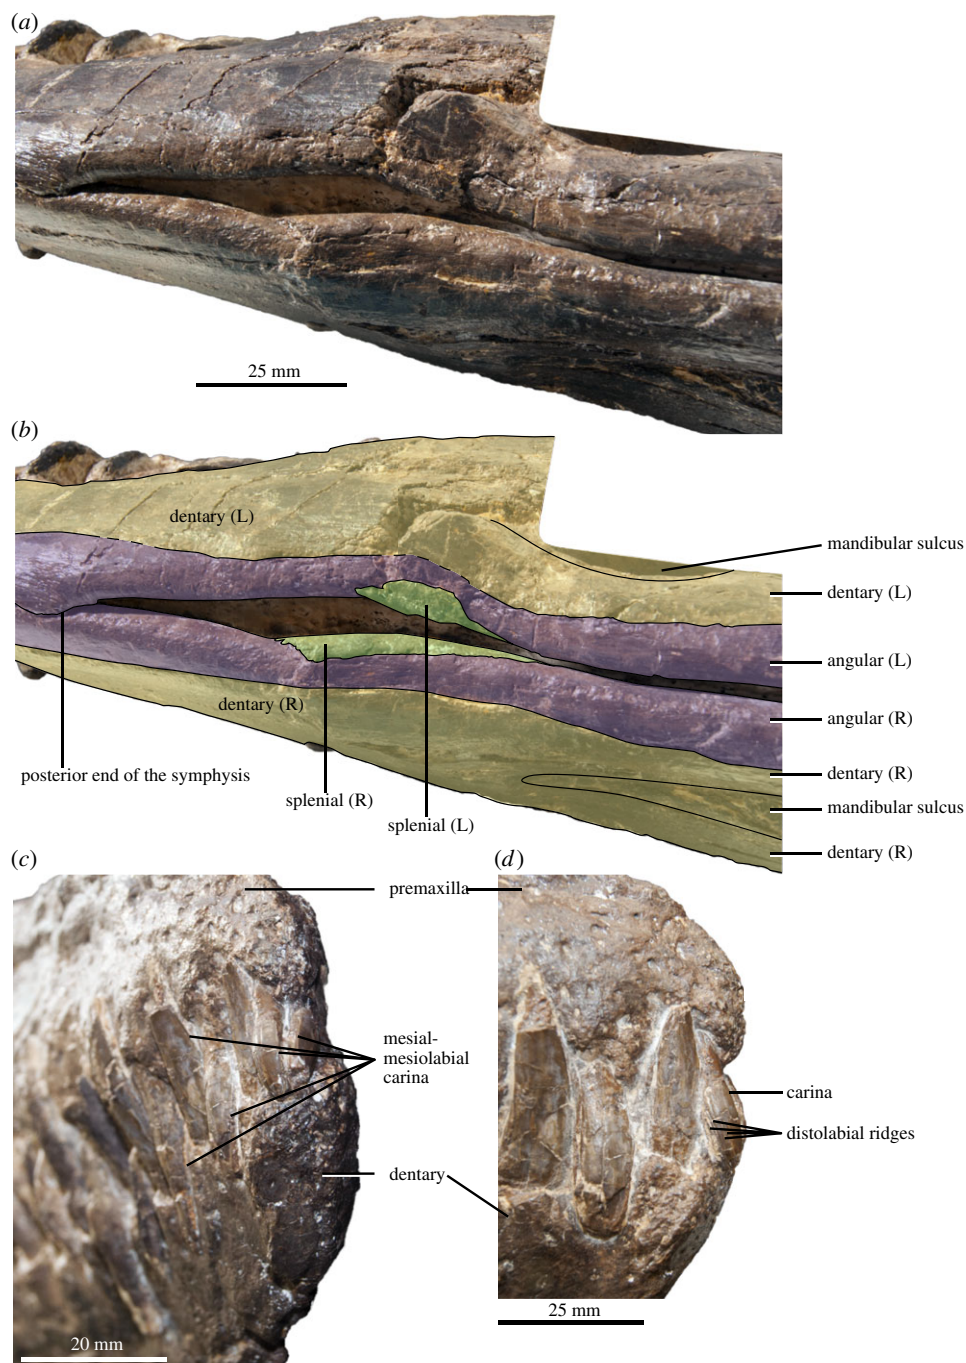 (a)
25 mm
(b)
dentary (L)
mandibular sulcus
dentary (L)
angular (L)
dentary (R)
angular (R)
posterior end of the symphysis
dentary (R)
splenial (R)
mandibular sulcus
splenial (L)
dentary (R)
(c)
(d)
premaxilla
mesial-
mesiolabial
carina
carina
distolabial ridges
dentary
25 mm
20 mm